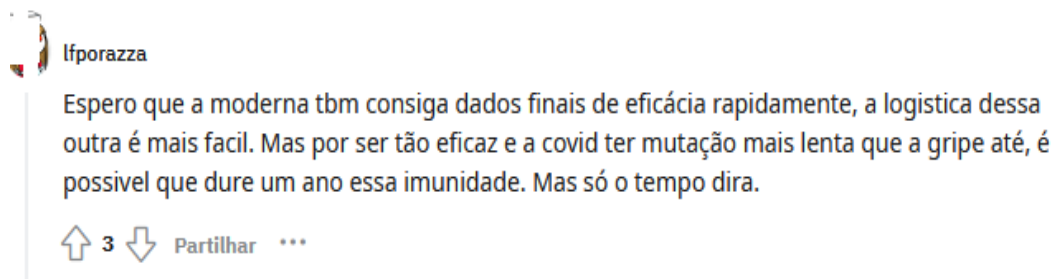 lfporazza
Espero que a moderna tbm consiga dados finais de eficácia rapidamente, a logistica dessa
outra é mais facil. Mas por ser tão eficaz e a covid ter mutação mais lenta que a gripe até, é
possivel que dure um ano essa imunidade. Mas só o tempo dira.
3 Partilhar ...